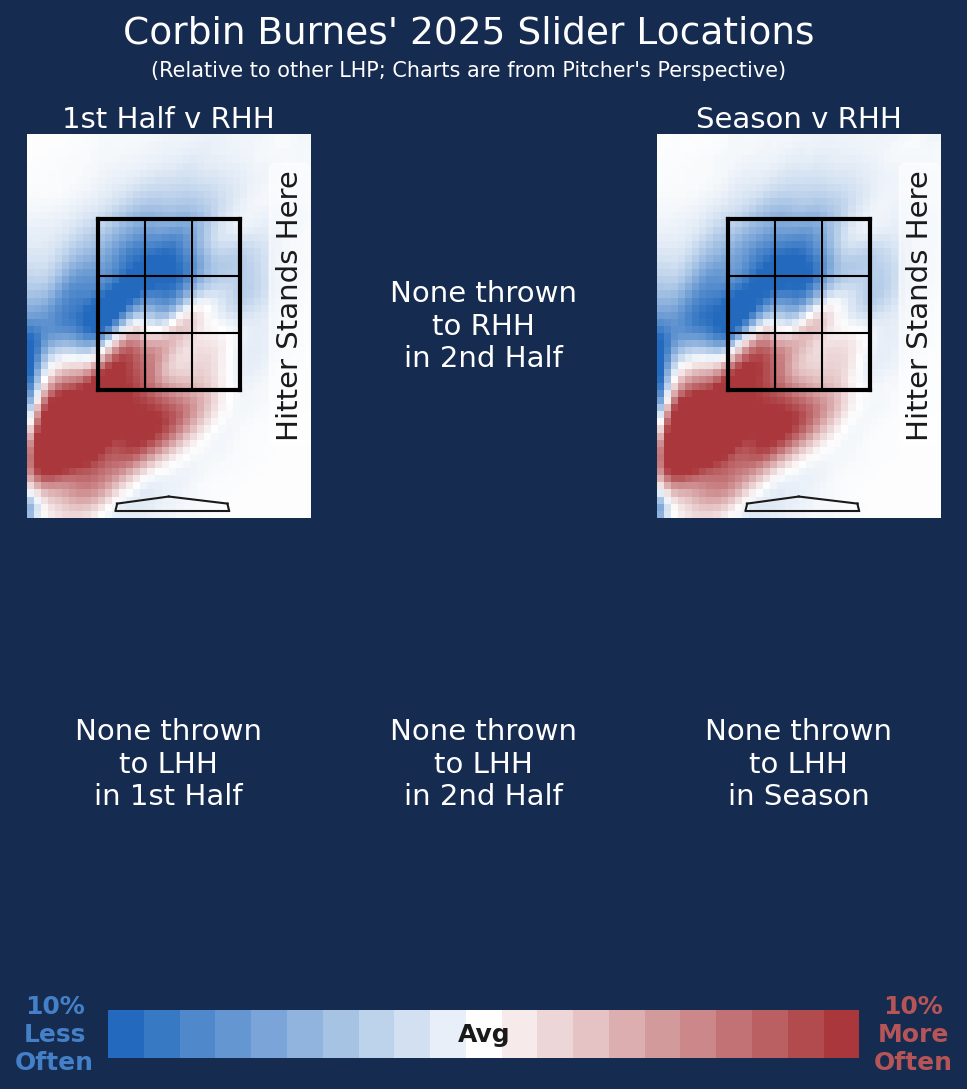 Corbin Burnes' 2025 Slider Locations
(Relative to other LHP; Charts are from Pitcher's Perspective)
1st Half v RHH
Season v RHH
Hitter Stands Here
None thrown
to RHH
in 2nd Half
Hitter Stands Here
None thrown
to LHH
in 1st Half
None thrown
to LHH
in 2nd Half
None thrown
to LHH
in Season
10%
Less
Often
Avg
10%
More
Often